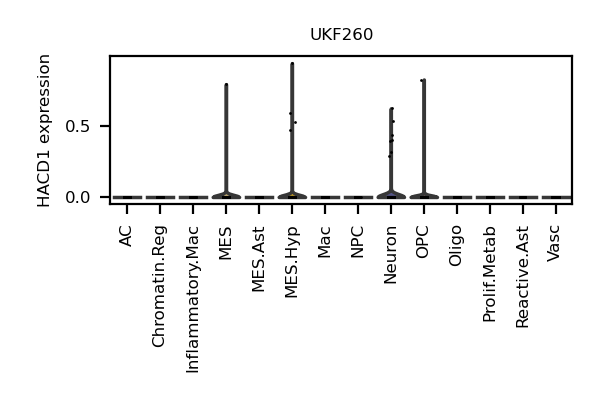 UKF260
HACD1 expression
0.5
0.0
AC
Chromatin.Reg
Inflammatory.Mac
MES
MES.Ast
MES.Hyp
Mac
NPC
Neuron
OPC
Oligo
Prolif.Metab
Reactive.Ast
Vasc